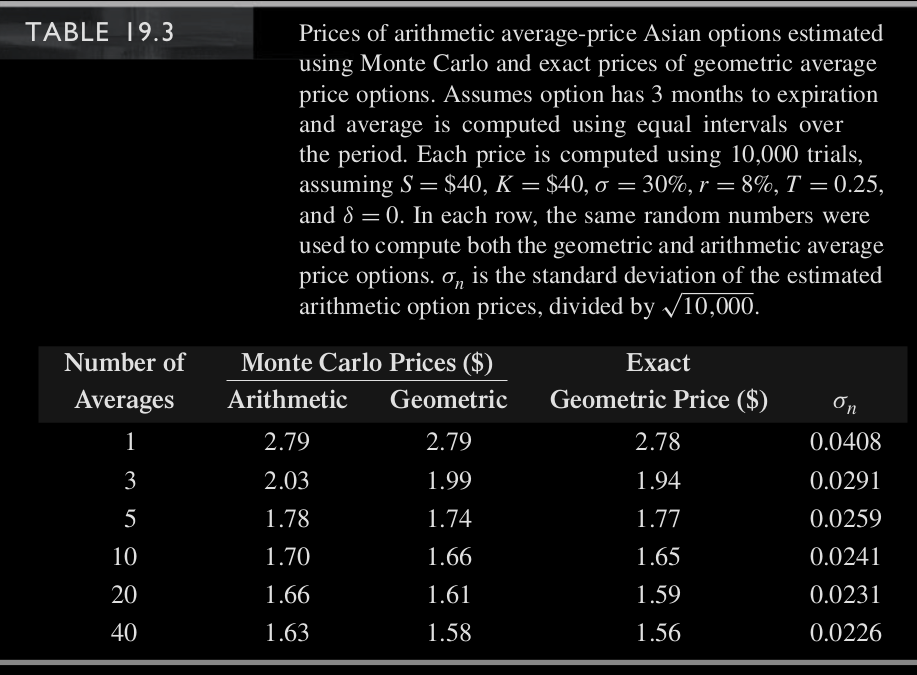 TABLE 19.3
Prices of arithmetic average-price Asian options estimated
using Monte Carlo and exact prices of geometric average
price options. Assumes option has 3 months to expiration
and average is computed using equal intervals over
the period. Each price is computed using 10,000 trials,
assuming S = $40, K = $40, σ = 30%, r = 8%, T = 0.25,
and δ = 0. In each row, the same random numbers were
used to compute both the geometric and arithmetic average
price options. σn is the standard deviation of the estimated
arithmetic option prices, divided by √10,000.
Number of Monte Carlo Prices ($) Exact
Averages Arithmetic Geometric Geometric Price ($) σn
1 2.79 2.79 2.78 0.0408
3 2.03 1.99 1.94 0.0291
5 1.78 1.74 1.77 0.0259
10 1.70 1.66 1.65 0.0241
20 1.66 1.61 1.59 0.0231
40 1.63 1.58 1.56 0.0226